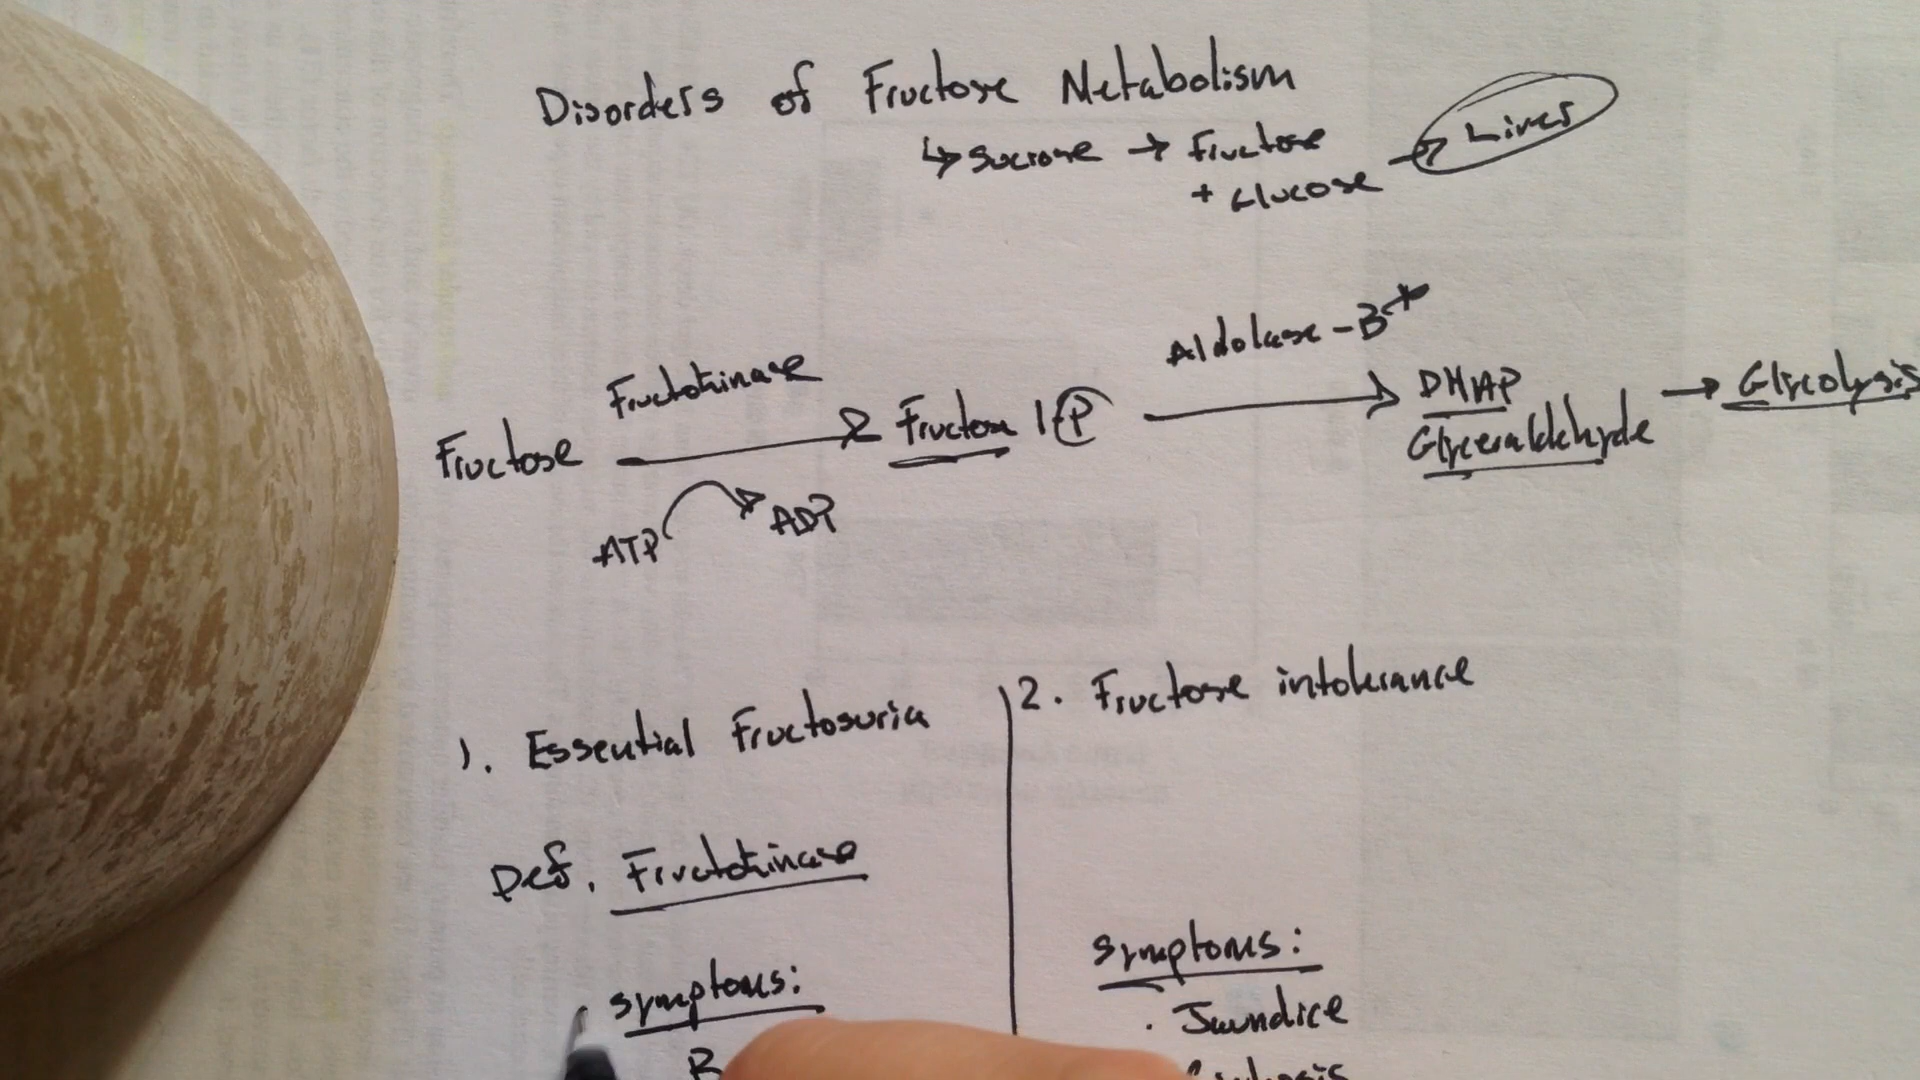 Disorders of Fructose Metabolism
↳ Sucrose → Fructose
+ Glucose → Liver
Fructokinase
Aldolase-B
Fructose → Fructose 1-P → DHAP → Glycolysis
Glyceraldehyde
ATP → ADP
1. Essential Fructosuria
2. Fructose intolerance
Def. Fructokinase
Symptoms:
Symptoms:
· Jaundice